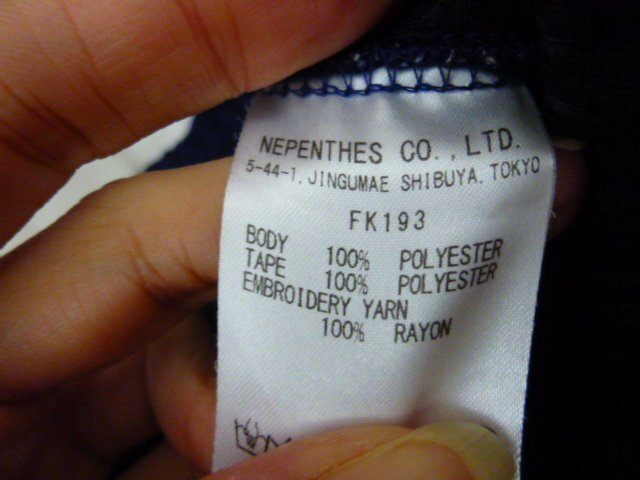 NEPENTHES CO., LTD.
5-44-1, JINGUMAE SHIBUYA, TOKYO
FK193
BODY 100% POLYESTER
TAPE 100% POLYESTER
EMBROIDERY YARN
100% RAYON